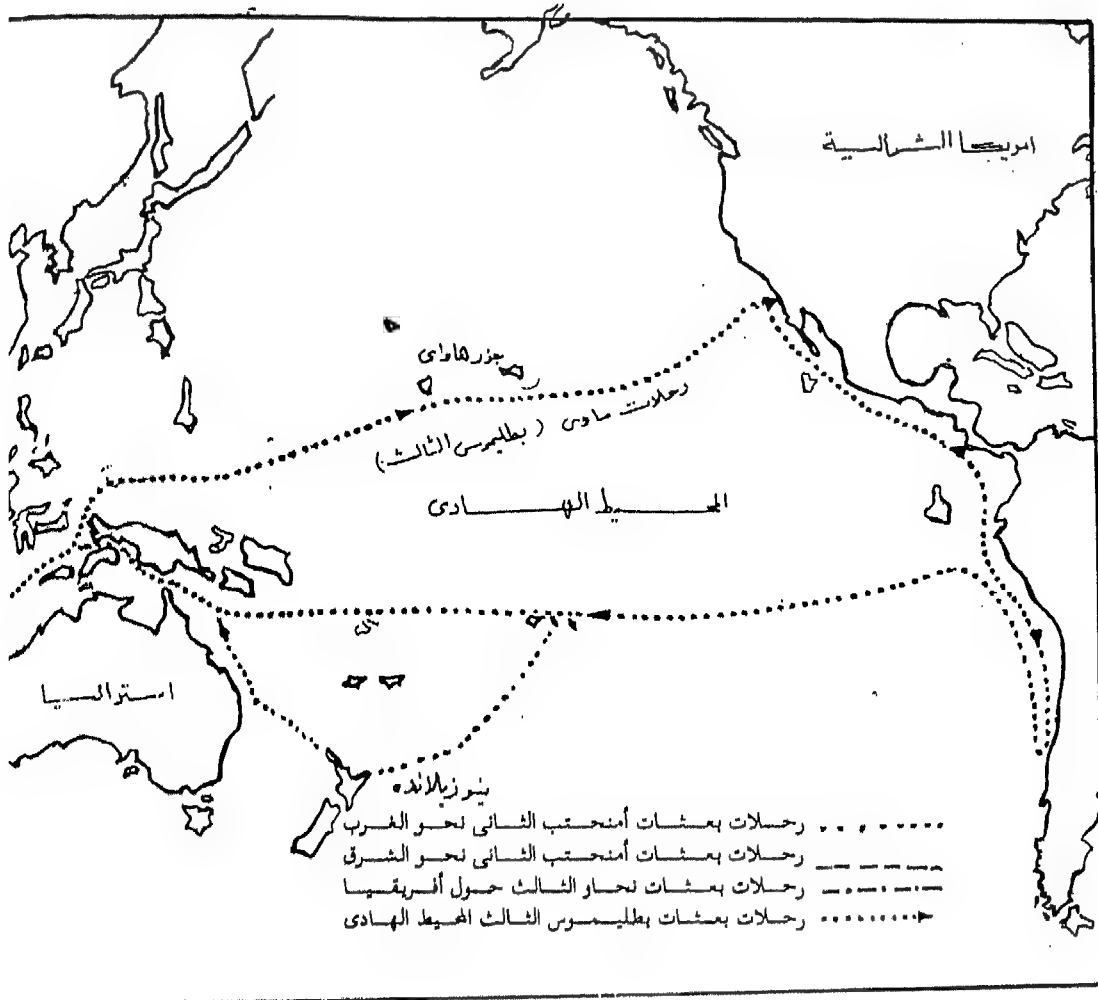 امريكا الشمالية
جزر هاواى
رحلات ماوى (بطليموس الثالث)
المحيط الهادى
استراليا
نيوزيلانده
رحلات بعثات أمنحتب الثانى نحو الغرب
رحلات بعثات أمنحتب الثانى نحو الشرق
رحلات بعثات نحاو الثالث حول أفريقيا
رحلات بعثات بطليموس الثالث المحيط الهادى